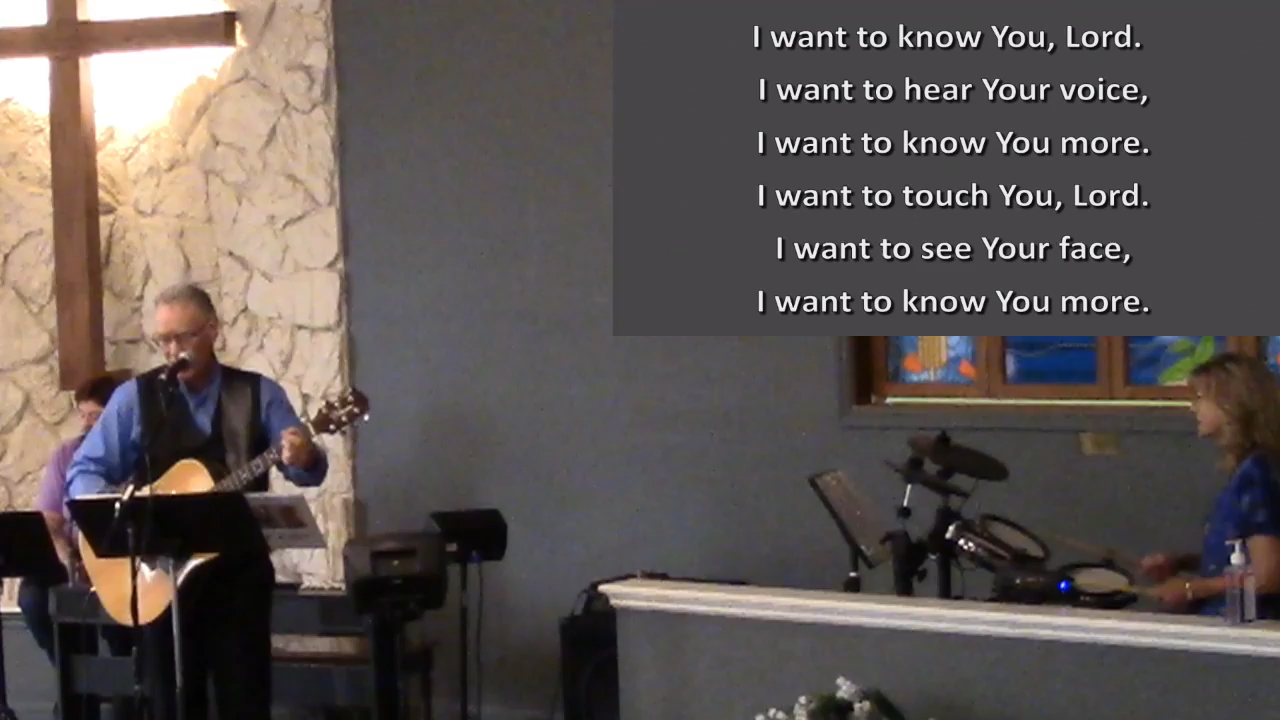 I want to know You, Lord.
I want to hear Your voice,
I want to know You more.
I want to touch You, Lord.
I want to see Your face,
I want to know You more.